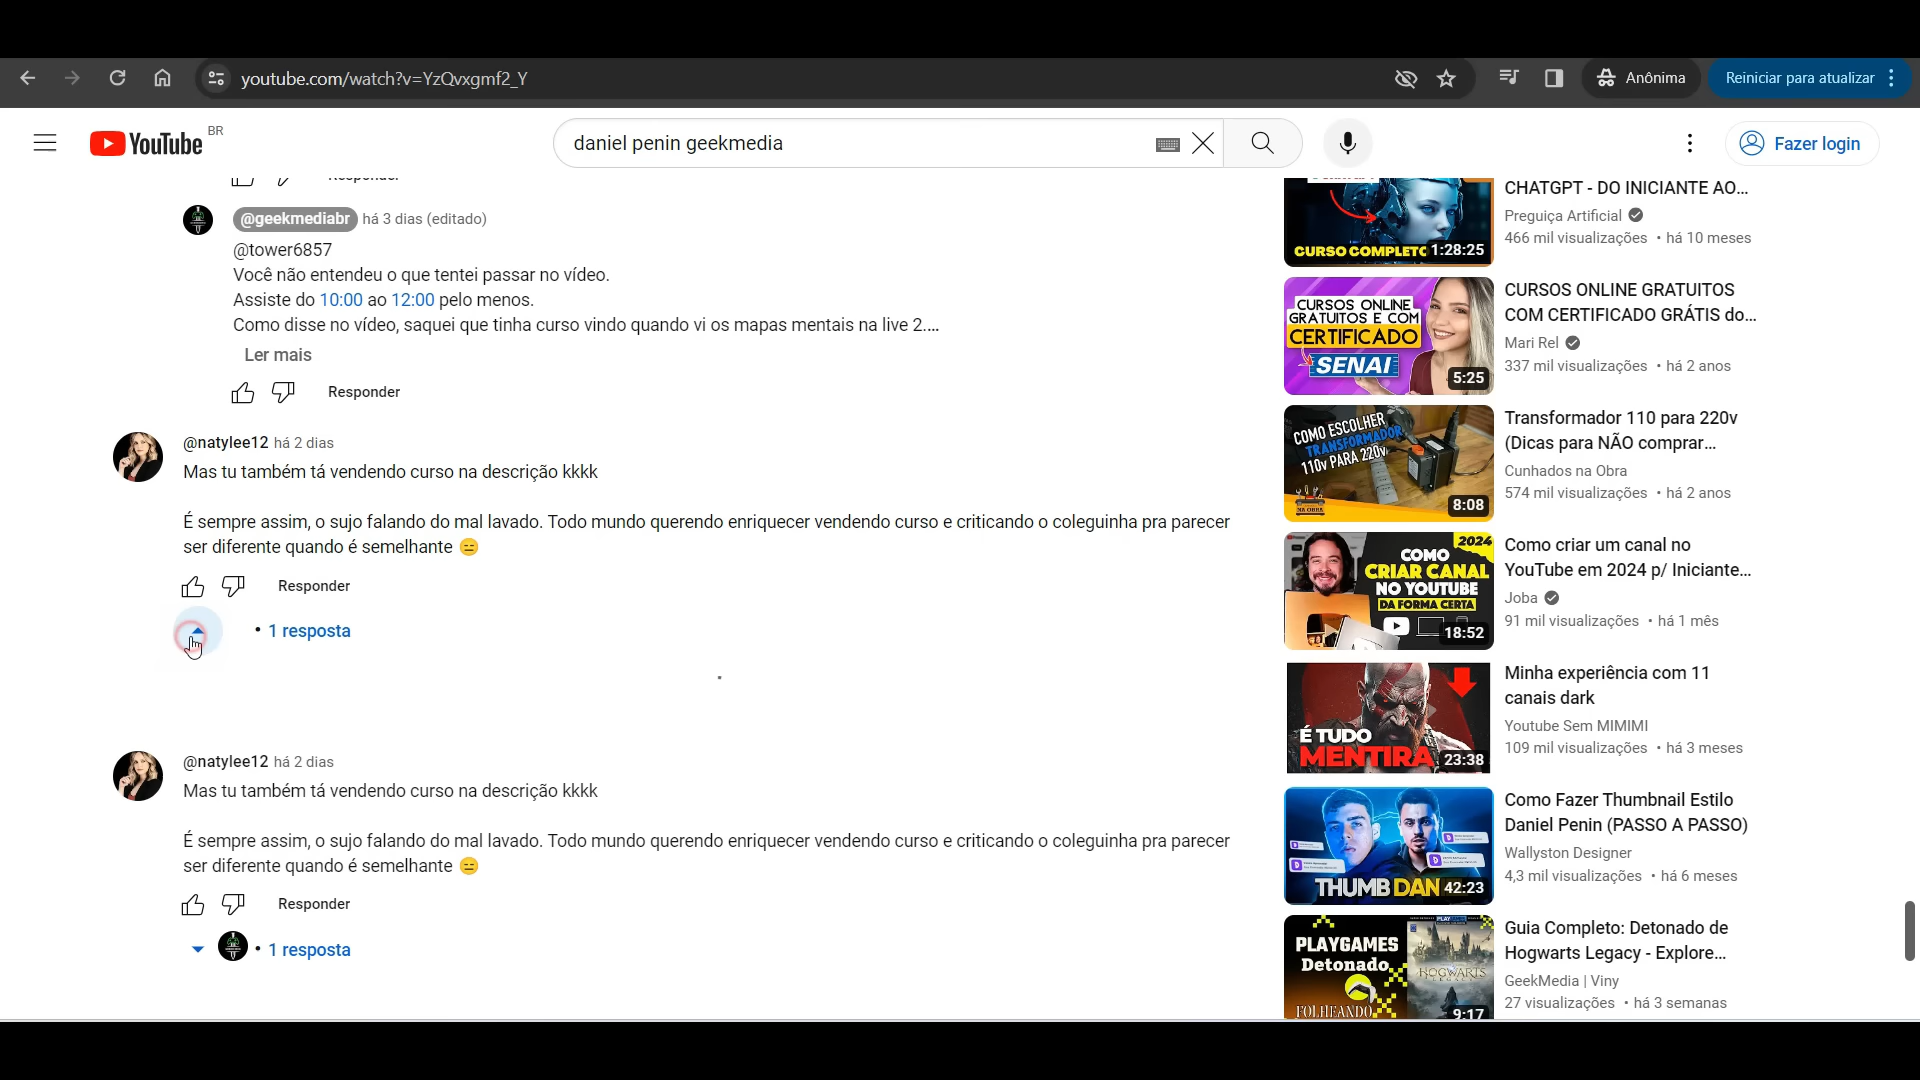 youtube.com/watch?v=YzQvxgmf2_Y
Anônima
Reiniciar para atualizar
YouTube BR
daniel penin geekmedia
Fazer login
Responder
@geekmediabr há 3 dias (editado)
@tower6857
Você não entendeu o que tentei passar no vídeo.
Assiste do 10:00 ao 12:00 pelo menos.
Como disse no vídeo, saquei que tinha curso vindo quando vi os mapas mentais na live 2....
Ler mais
Responder
@natylee12 há 2 dias
Mas tu também tá vendendo curso na descrição kkkk
É sempre assim, o sujo falando do mal lavado. Todo mundo querendo enriquecer vendendo curso e criticando o coleguinha pra parecer
ser diferente quando é semelhante 😑
Responder
• 1 resposta
@natylee12 há 2 dias
Mas tu também tá vendendo curso na descrição kkkk
É sempre assim, o sujo falando do mal lavado. Todo mundo querendo enriquecer vendendo curso e criticando o coleguinha pra parecer
ser diferente quando é semelhante 😑
Responder
• 1 resposta
CURSO COMPLETO 1:28:25
CHATGPT - DO INICIANTE AO...
Preguiça Artificial
466 mil visualizações • há 10 meses
CURSOS ONLINE
GRATUITOS E COM
CERTIFICADO
SENAI
5:25
CURSOS ONLINE GRATUITOS
COM CERTIFICADO GRÁTIS do...
Mari Rel
337 mil visualizações • há 2 anos
COMO ESCOLHER
TRANSFORMADOR
110v PARA 220v
NA OBRA
8:08
Transformador 110 para 220v
(Dicas para NÃO comprar...
Cunhados na Obra
574 mil visualizações • há 2 anos
2024
COMO
CRIAR CANAL
NO YOUTUBE
DA FORMA CERTA
18:52
Como criar um canal no
YouTube em 2024 p/ Iniciante...
Joba
91 mil visualizações • há 1 mês
É TUDO
MENTIRA
23:38
Minha experiência com 11
canais dark
Youtube Sem MIMIMI
109 mil visualizações • há 3 meses
THUMB DAN
42:23
Como Fazer Thumbnail Estilo
Daniel Penin (PASSO A PASSO)
Wallyston Designer
4,3 mil visualizações • há 6 meses
PLAYGAMES
Detonado
FOLHEANDO
HOGWARTS
LEGACY
9:17
Guia Completo: Detonado de
Hogwarts Legacy - Explore...
GeekMedia | Viny
27 visualizações • há 3 semanas